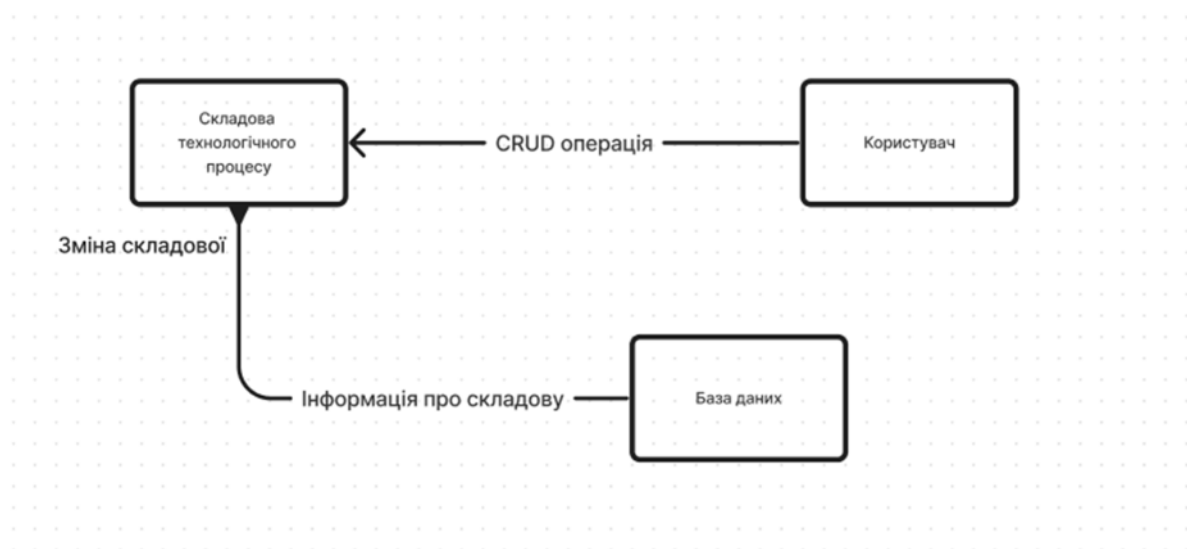 Складова
технологічного
процесу
CRUD операція
Користувач
Зміна складової
Інформація про складову
База даних